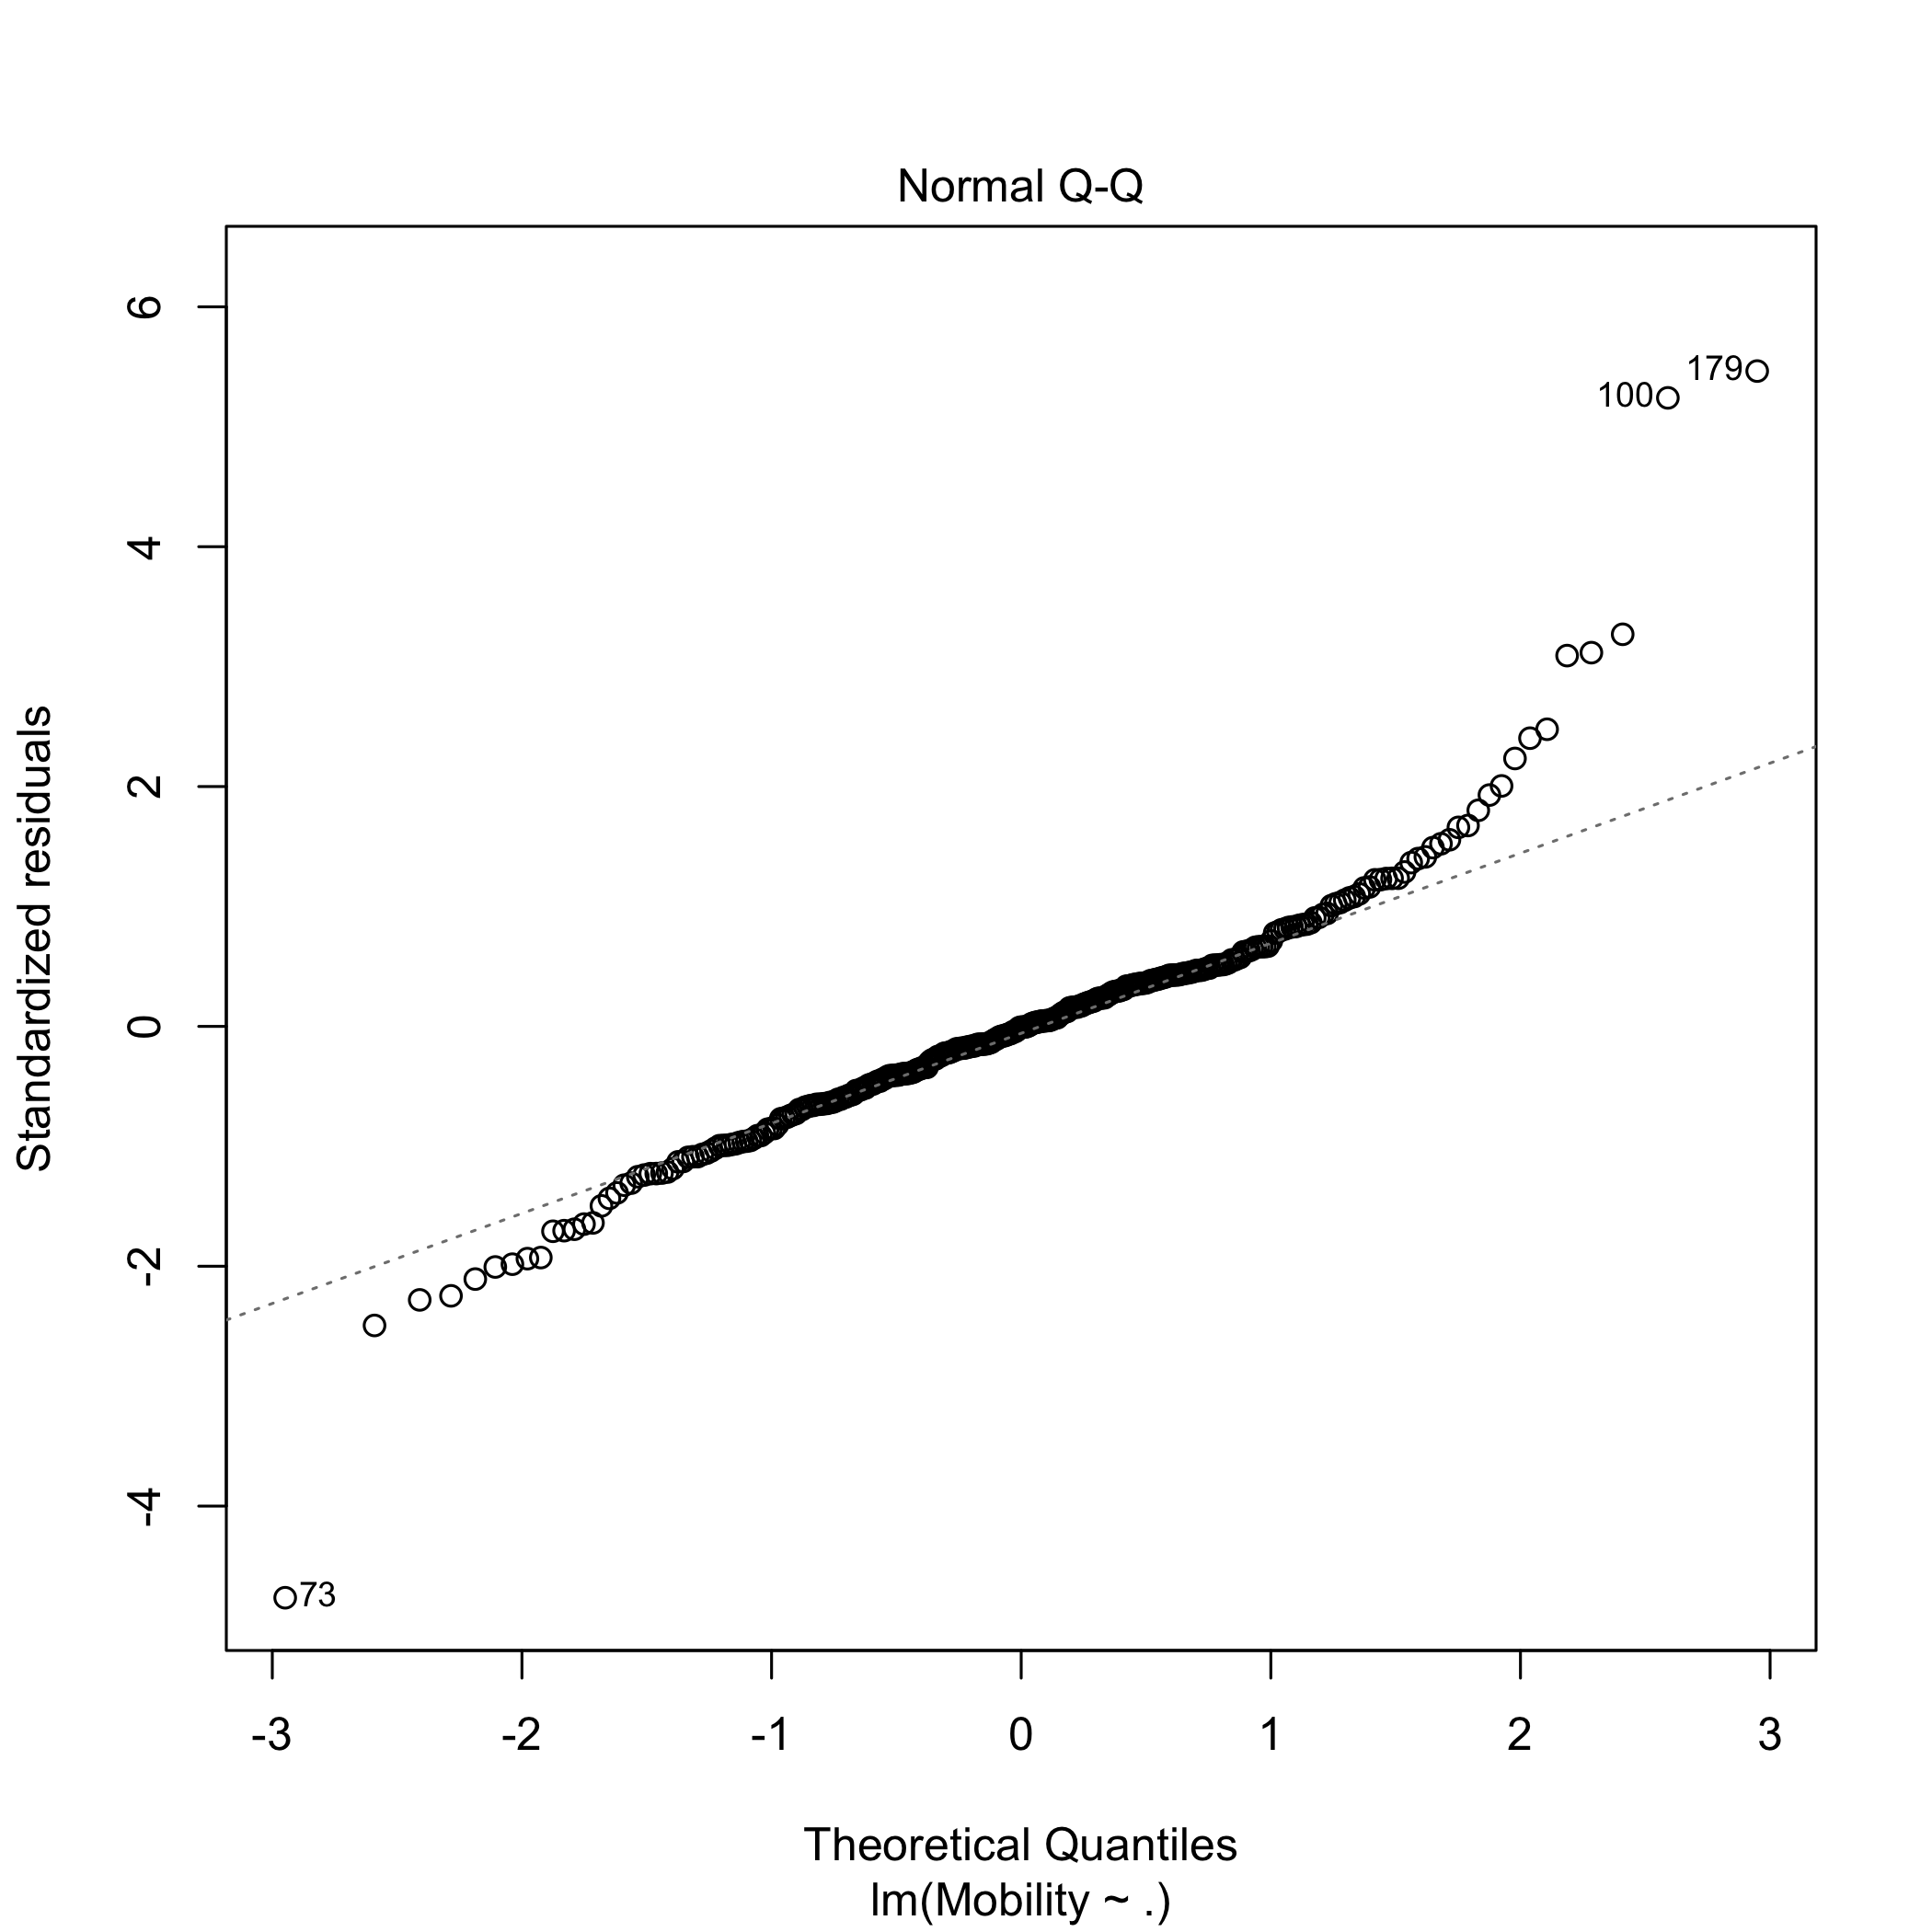 Normal Q-Q
Standardized residuals
6
4
2
0
-2
-4
179
100
73
-3 -2 -1 0 1 2 3
Theoretical Quantiles
lm(Mobility ~ .)